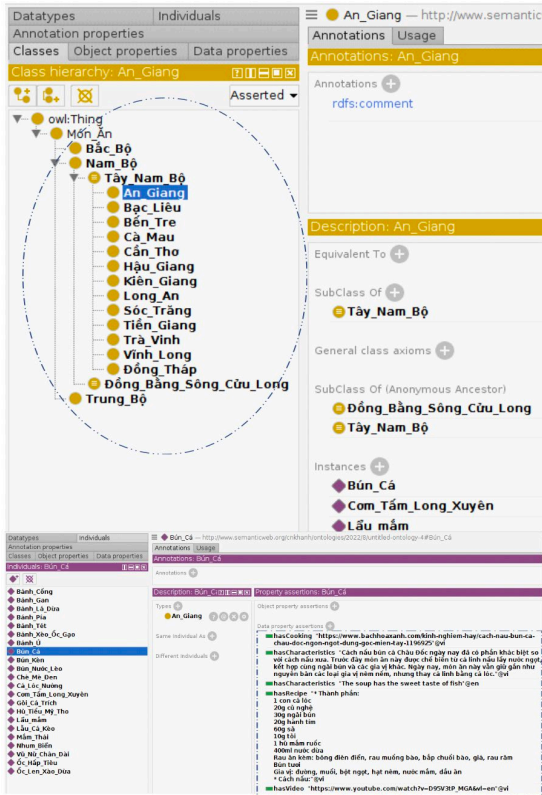 Datatypes Individuals
Annotation properties
Classes Object properties Data properties
Class hierarchy: An_Giang
Asserted
owl:Thing
Món_Ăn
Bắc_Bộ
Nam_Bộ
Tây_Nam_Bộ
An_Giang
Bạc_Liêu
Bến_Tre
Cà_Mau
Cần_Thơ
Hậu_Giang
Kiên_Giang
Long_An
Sóc_Trăng
Tiền_Giang
Trà_Vinh
Vĩnh_Long
Đồng_Tháp
Đồng_Bằng_Sông_Cửu_Long
Trung_Bộ
An_Giang — http://www.semantic
Annotations Usage
Annotations: An_Giang
Annotations
rdfs:comment
Description: An_Giang
Equivalent To
SubClass Of
Tây_Nam_Bộ
General class axioms
SubClass Of (Anonymous Ancestor)
Đồng_Bằng_Sông_Cửu_Long
Tây_Nam_Bộ
Instances
Bún_Cá
Cơm_Tấm_Long_Xuyên
Lẩu mắm
Datatypes Individuals
Annotation properties
Classes Object properties Data properties
Individuals: Bún_Cá
Bánh_Cống
Bánh_Gan
Bánh_Lá_Dừa
Bánh_Pía
Bánh_Tét
Bánh_Xèo_Ốc_Gạo
Bánh_Ú
Bún_Cá
Bún_Kèn
Bún_Nước_Lèo
Chè_Mè_Đen
Cá_Lóc_Nướng
Cơm_Tấm_Long_Xuyên
Gỏi_Cá_Trích
Hủ_Tiếu_Mỹ_Tho
Lẩu_mắm
Lẩu_Cá_Kèo
Mắm_Thái
Nhum_Biển
Vú_Nữ_Chân_Dài
Ốc_Hấp_Tiêu
Ốc_Len_Xào_Dừa
Bún_Cá — http://www.semanticweb.org/cnkhanh/ontologies/2022/8/untitled-ontology-4#Bún_Cá
Annotations Usage
Annotations: Bún_Cá
Annotations
Description: Bún_Cá
Types
An_Giang
Same Individual As
Different Individuals
Property assertions: Bún_Cá
Object property assertions
Data property assertions
hasCooking "https://www.bachhoaxanh.com/kinh-nghiem-hay/cach-nau-bun-ca-
chau-doc-ngon-ngot-dung-goc-mien-tay-1196925"@vi
hasCharacteristics "Cách nấu bún cá Châu Đốc ngày nay đã có phần khác biệt so
với cách nấu xưa. Trước đây món ăn này được chế biến từ cá linh nấu lấy nước ngọt,
kết hợp cùng ngải bún và các gia vị khác. Ngày nay, món ăn này vẫn giữ gần như
nguyên bản các loại gia vị nêm nếm, nhưng thay cá linh bằng cá lóc."@vi
hasCharacteristics "The soup has the sweet taste of fish"@en
hasRecipe "* Thành phần:
1 con cá lóc
20g củ nghệ
30g ngải bún
20g hành tím
60g sả
10g tỏi
1 hũ mắm ruốc
400ml nước dừa
Rau ăn kèm: bông điên điển, rau muống bào, bắp chuối bào, giá, rau răm
Bún tươi
Gia vị: đường, muối, bột ngọt, hạt nêm, nước mắm, dầu ăn
* Cách nấu:"@vi
hasVideo "https://www.youtube.com/watch?v=D95V3tP_MGA&vl=en"@vi